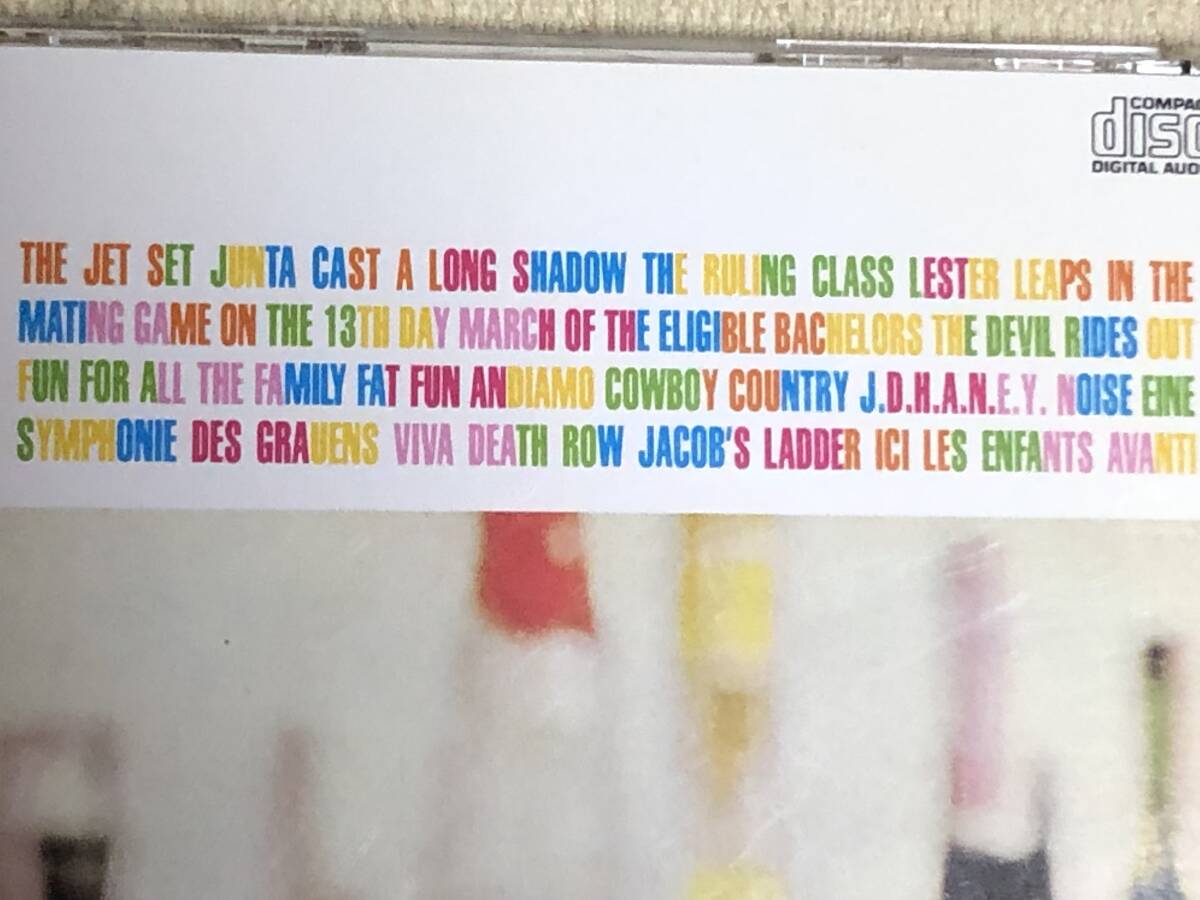 COMPA
disc
DIGITAL AUD
THE JET SET JUNTA CAST A LONG SHADOW THE RULING CLASS LESTER LEAPS IN THE
MATING GAME ON THE 13TH DAY MARCH OF THE ELIGIBLE BACHELORS THE DEVIL RIDES OUT
FUN FOR ALL THE FAMILY FAT FUN ANDIAMO COWBOY COUNTRY J.D.H.A.N.E.Y. NOISE EINE
SYMPHONIE DES GRAUENS VIVA DEATH ROW JACOB'S LADDER ICI LES ENFANTS AVANTI